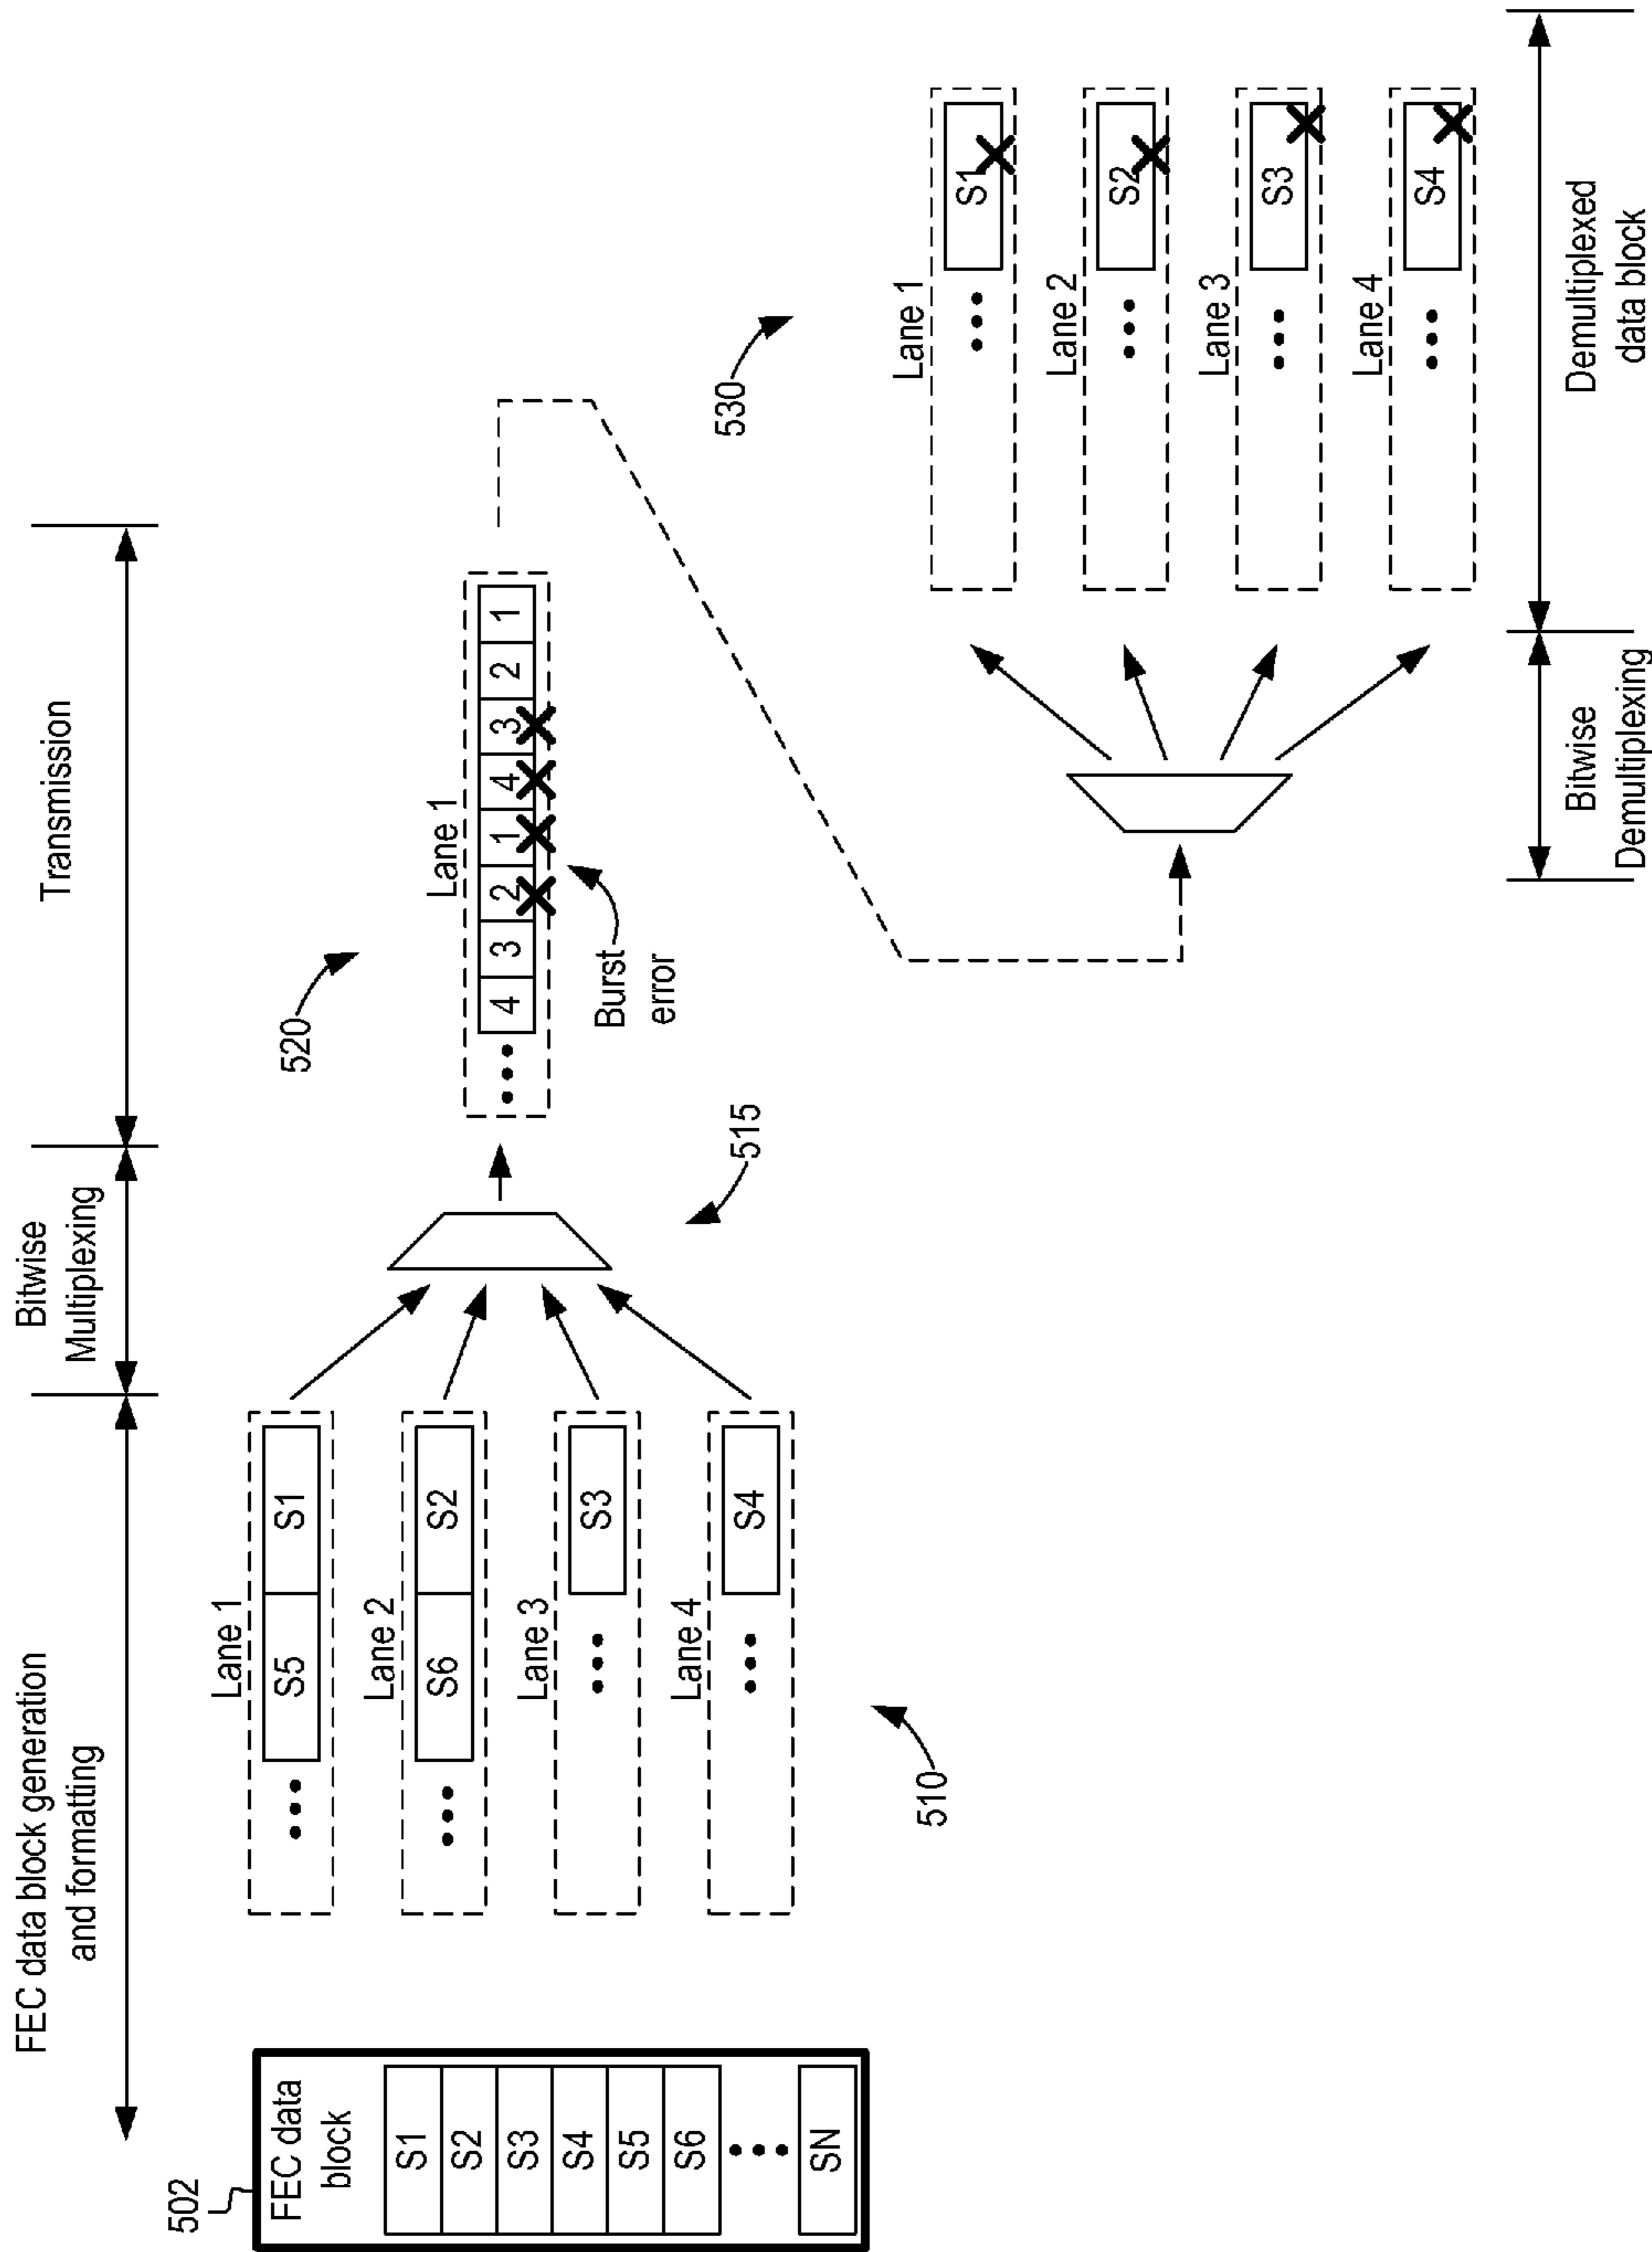 FEC data block generation
and formatting
Bitwise
Multiplexing
Transmission
502
FEC data
block
S1
S2
S3
S4
S5
S6
SN
Lane 1
S5
S1
Lane 2
S6
S2
Lane 3
S3
Lane 4
S4
510
515
520
Lane 1
4
3
2
1
4
3
2
1
Burst
error
530
Lane 1
S1
Lane 2
S2
Lane 3
S3
Lane 4
S4
Bitwise
Demultiplexing
Demultiplexed
data block